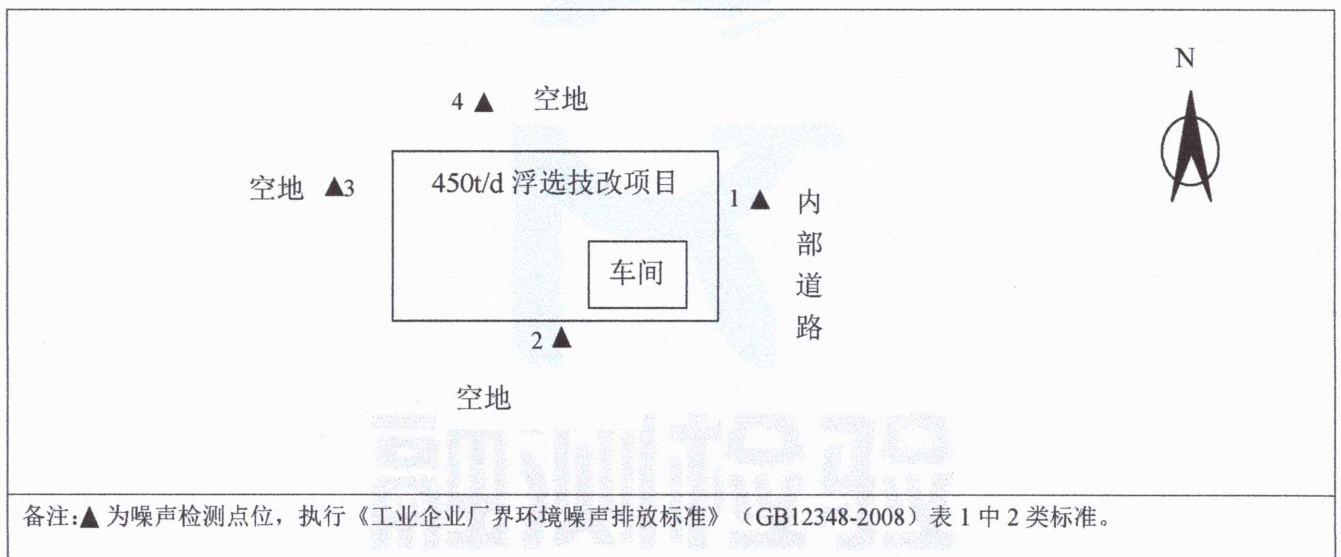 N
4 ▲ 空地
空地 ▲3
450t/d 浮选技改项目
1 ▲
内部道路
车间
2 ▲
空地
备注:▲ 为噪声检测点位，执行《工业企业厂界环境噪声排放标准》（GB12348-2008）表 1 中 2 类标准。